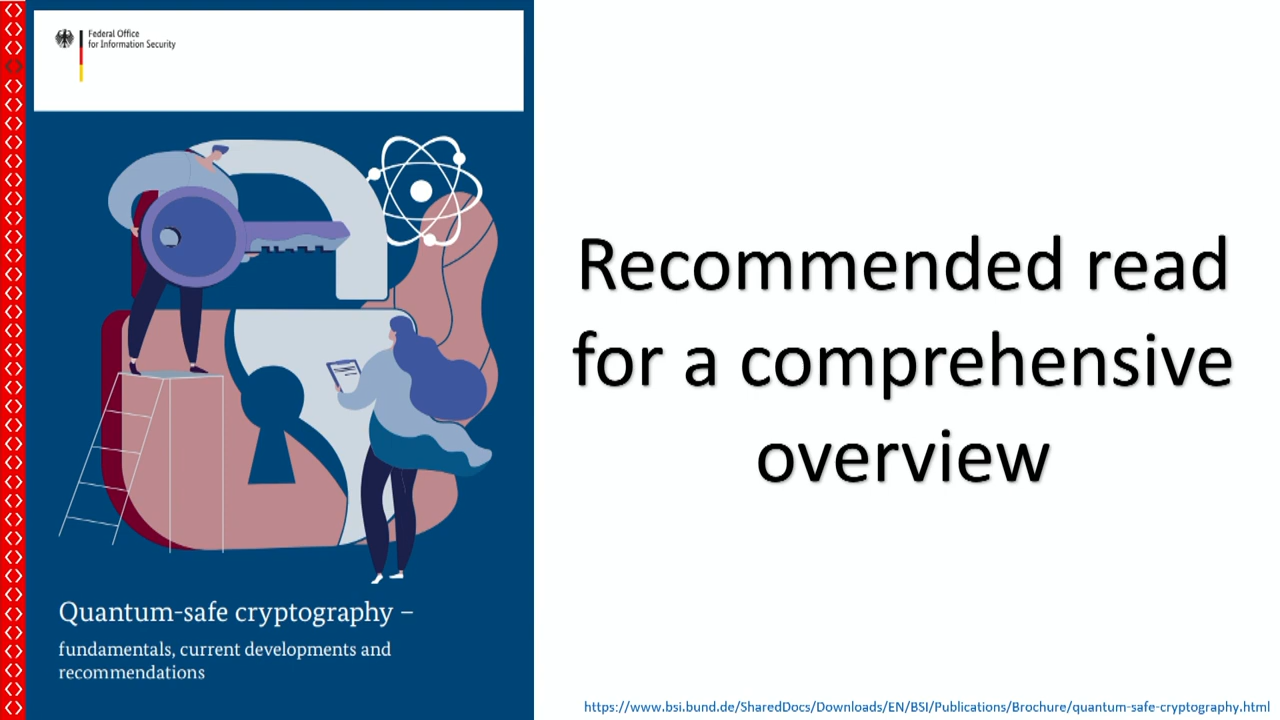 Federal Office
for Information Security
Quantum-safe cryptography –
fundamentals, current developments and
recommendations
Recommended read
for a comprehensive
overview
https://www.bsi.bund.de/SharedDocs/Downloads/EN/BSI/Publications/Brochure/quantum-safe-cryptography.html